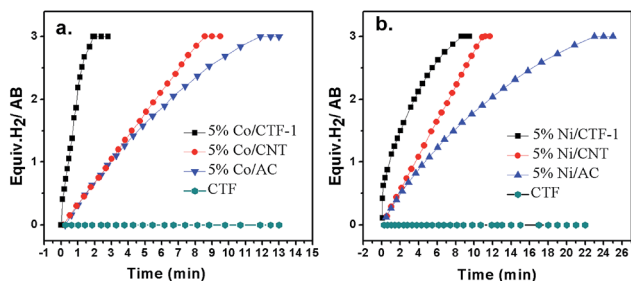 a.
3
2
1
0
Equiv.H2/ AB
5% Co/CTF-1
5% Co/CNT
5% Co/AC
CTF
-1 0 1 2 3 4 5 6 7 8 9 10 11 12 13 14 15
Time (min)
b.
3
2
1
0
Equiv.H2/ AB
5% Ni/CTF-1
5% Ni/CNT
5% Ni/AC
CTF
0 2 4 6 8 10 12 14 16 18 20 22 24 26
Time (min)